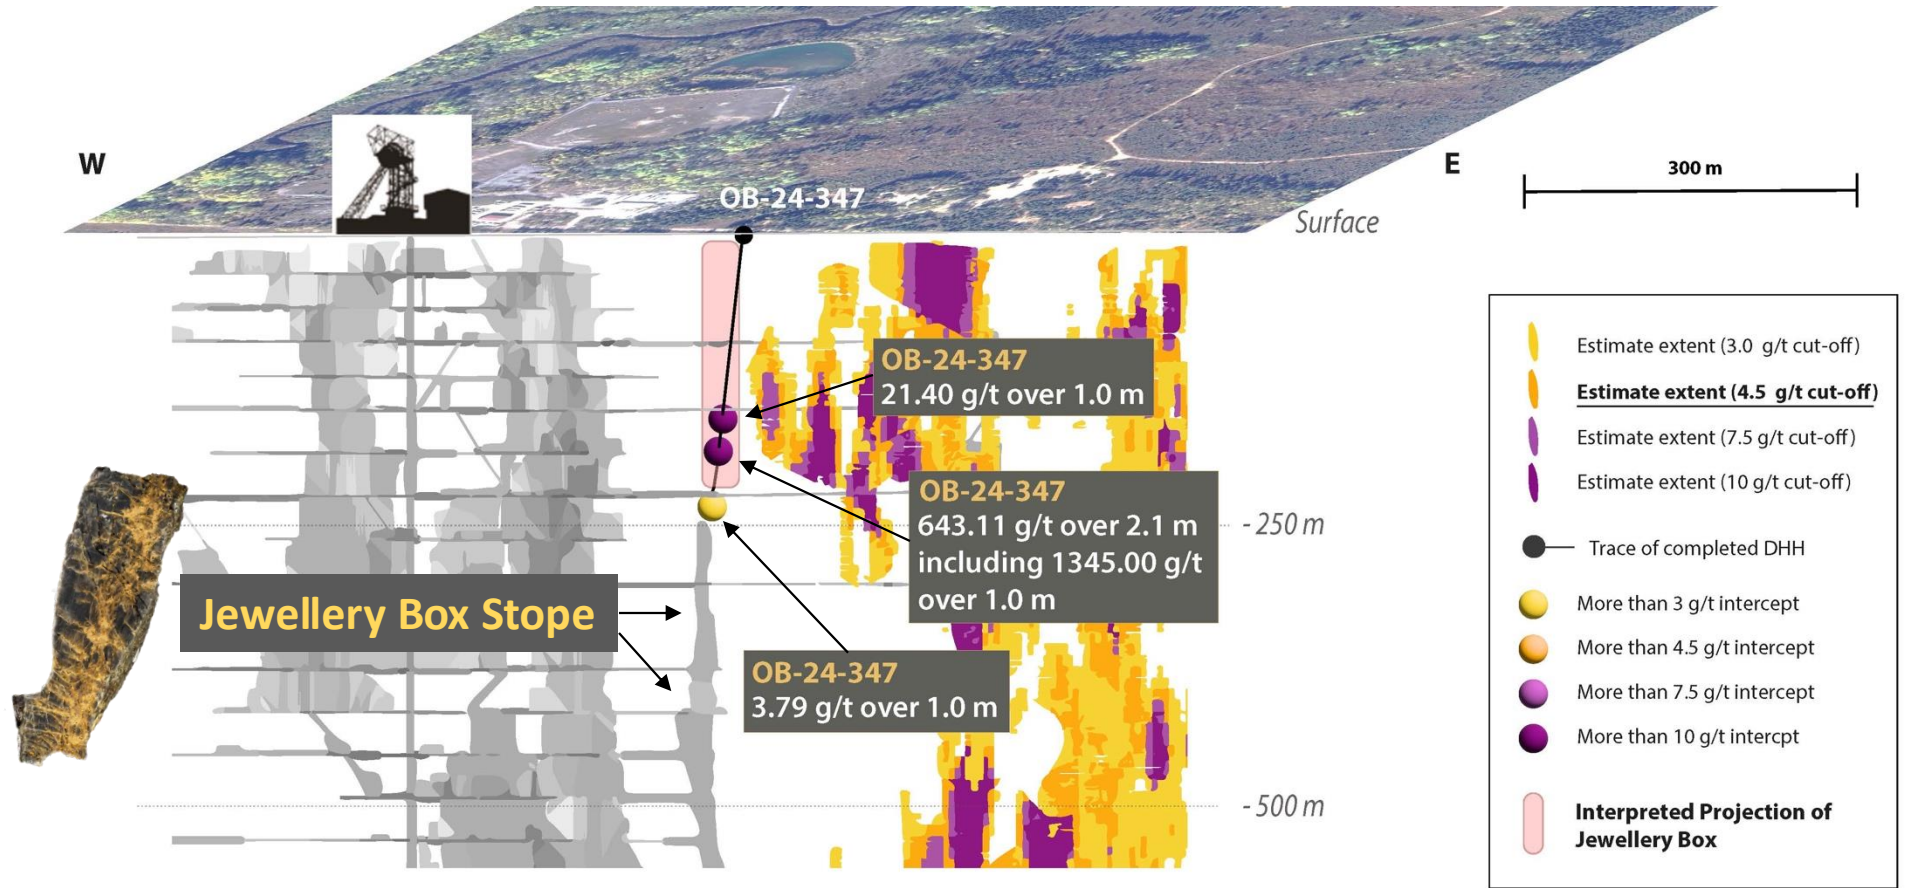 W
OB-24-347
E
300 m
Surface
OB-24-347
21.40 g/t over 1.0 m
OB-24-347
643.11 g/t over 2.1 m
including 1345.00 g/t
over 1.0 m
- 250 m
Jewellery Box Stope
OB-24-347
3.79 g/t over 1.0 m
- 500 m
Estimate extent (3.0 g/t cut-off)
Estimate extent (4.5 g/t cut-off)
Estimate extent (7.5 g/t cut-off)
Estimate extent (10 g/t cut-off)
Trace of completed DHH
More than 3 g/t intercept
More than 4.5 g/t intercept
More than 7.5 g/t intercept
More than 10 g/t intercpt
Interpreted Projection of
Jewellery Box